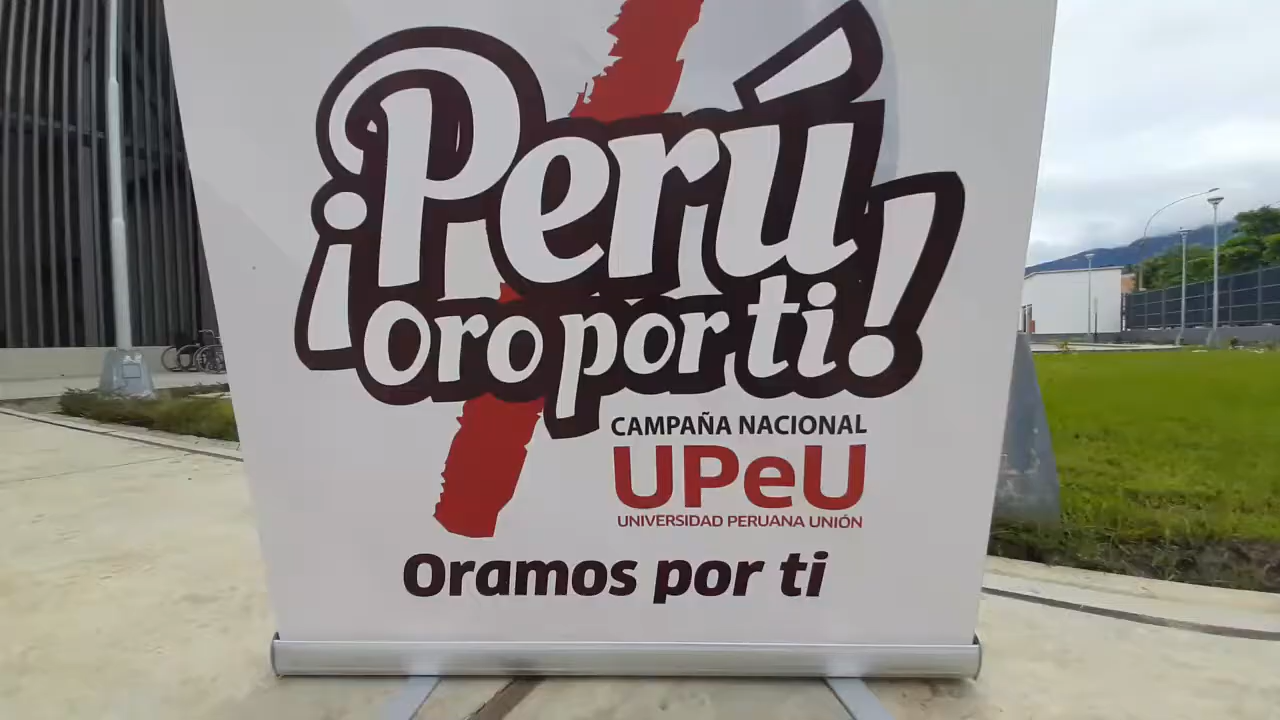 ¡Perú
oro por ti!
CAMPAÑA NACIONAL
UPeU
UNIVERSIDAD PERUANA UNIÓN
Oramos por ti